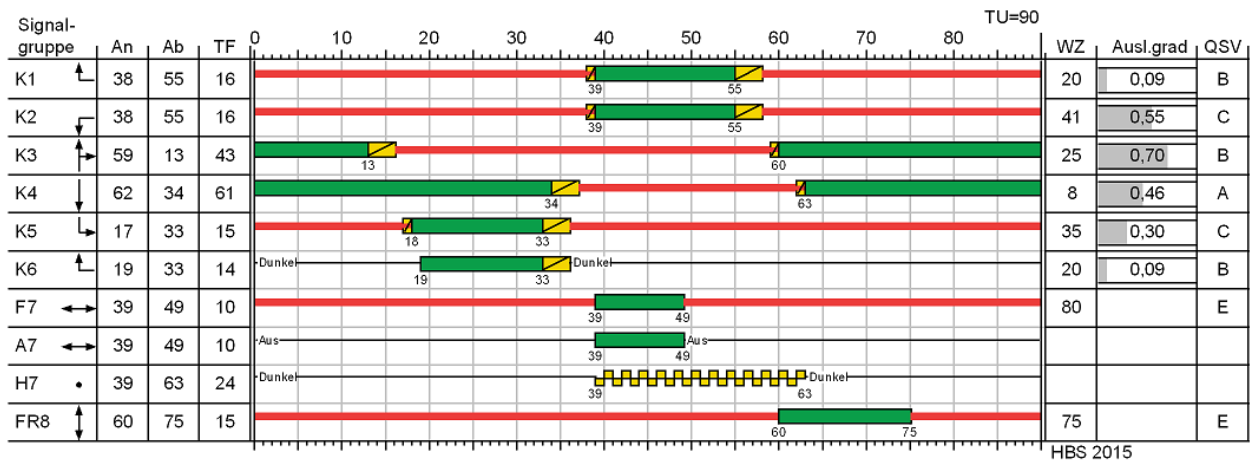 TU=90
Signalgruppe An Ab TF 0 10 20 30 40 50 60 70 80 WZ Ausl.grad QSV
K1 38 55 16 39 55 20 0,09 B
K2 38 55 16 39 55 41 0,55 C
K3 59 13 43 13 60 25 0,70 B
K4 62 34 61 34 63 8 0,46 A
K5 17 33 15 18 33 35 0,30 C
K6 19 33 14 Dunkel 19 33 Dunkel 20 0,09 B
F7 39 49 10 39 49 80 E
A7 39 49 10 Aus 39 49 Aus
H7 39 63 24 Dunkel 39 63 Dunkel
FR8 60 75 15 60 75 75 E
HBS 2015